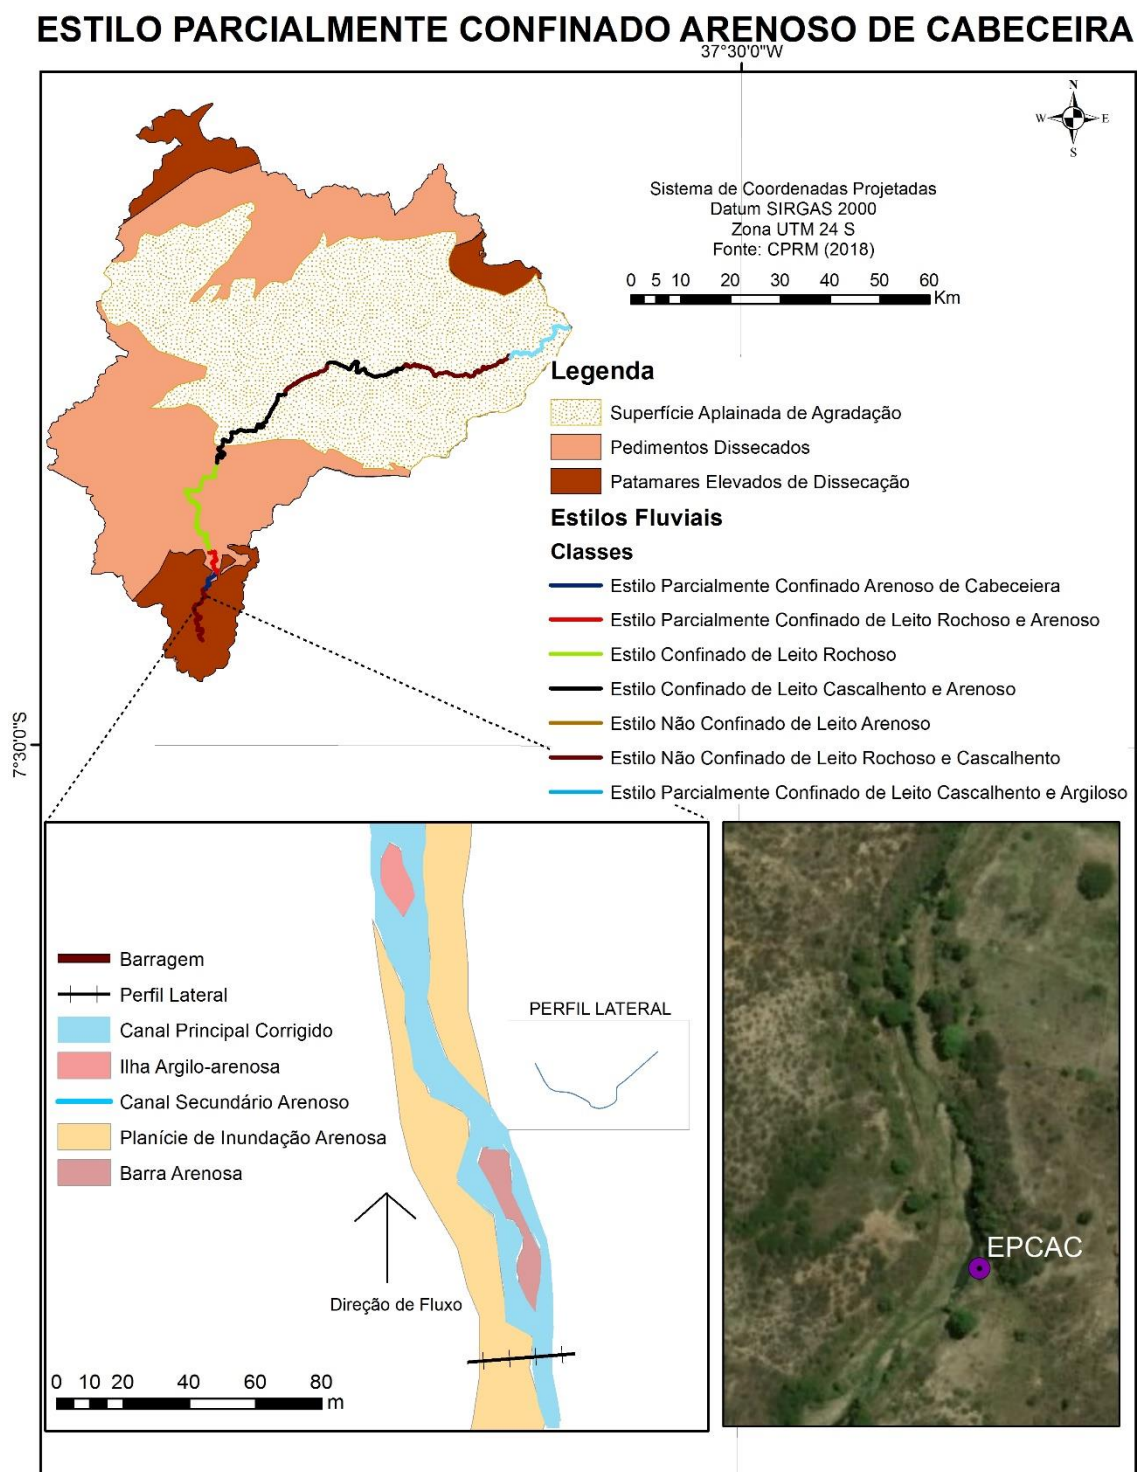 ESTILO PARCIALMENTE CONFINADO ARENOSO DE CABECEIRA
37°30'0"W
N
W
E
S
Sistema de Coordenadas Projetadas
Datum SIRGAS 2000
Zona UTM 24 S
Fonte: CPRM (2018)
0 5 10 20 30 40 50 60
Km
Legenda
Superfície Aplainada de Agradação
Pedimentos Dissecados
Patamares Elevados de Dissecação
Estilos Fluviais
Classes
Estilo Parcialmente Confinado Arenoso de Cabeceiera
Estilo Parcialmente Confinado de Leito Rochoso e Arenoso
Estilo Confinado de Leito Rochoso
Estilo Confinado de Leito Cascalhento e Arenoso
Estilo Não Confinado de Leito Arenoso
Estilo Não Confinado de Leito Rochoso e Cascalhento
Estilo Parcialmente Confinado de Leito Cascalhento e Argiloso
7°30'0"S
Barragem
Perfil Lateral
Canal Principal Corrigido
Ilha Argilo-arenosa
Canal Secundário Arenoso
Planície de Inundação Arenosa
Barra Arenosa
PERFIL LATERAL
Direção de Fluxo
0 10 20 40 60 80
m
EPCAC